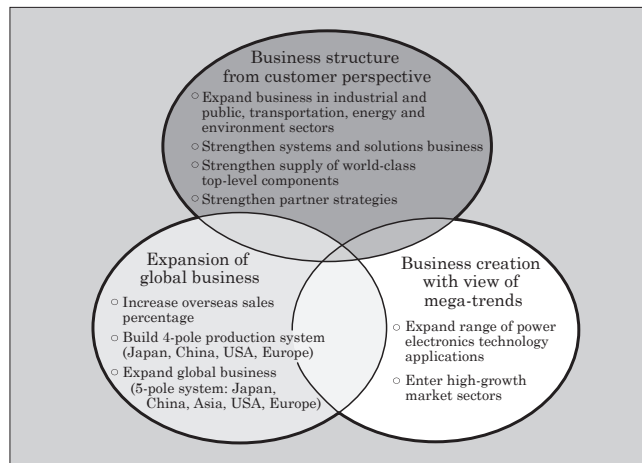 Business structure
from customer perspective
○ Expand business in industrial and
public, transportation, energy and
environment sectors
○ Strengthen systems and solutions business
○ Strengthen supply of world-class
top-level components
○ Strengthen partner strategies
Expansion of
global business
○ Increase overseas sales
percentage
○ Build 4-pole production system
(Japan, China, USA, Europe)
○ Expand global business
(5-pole system: Japan,
China, Asia, USA, Europe)
Business creation
with view of
mega-trends
○ Expand range of power
electronics technology
applications
○ Enter high-growth
market sectors